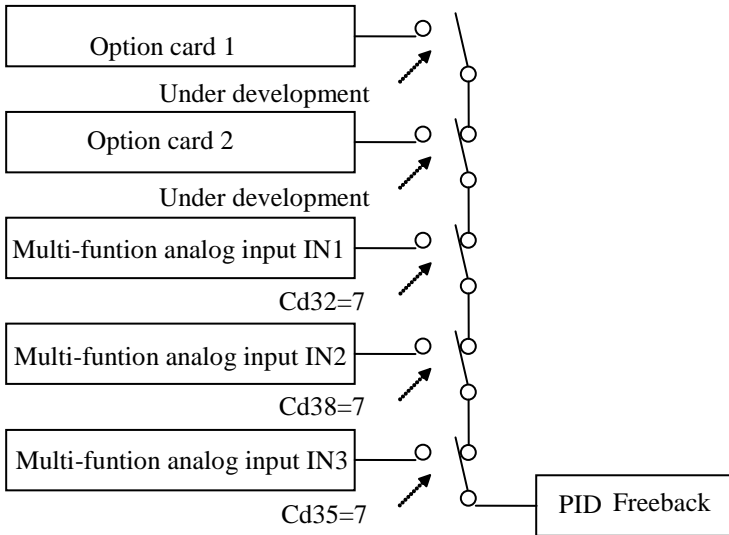 Option card 1
Under development
Option card 2
Under development
Multi-funtion analog input IN1
Cd32=7
Multi-funtion analog input IN2
Cd38=7
Multi-funtion analog input IN3
Cd35=7
PID Freeback